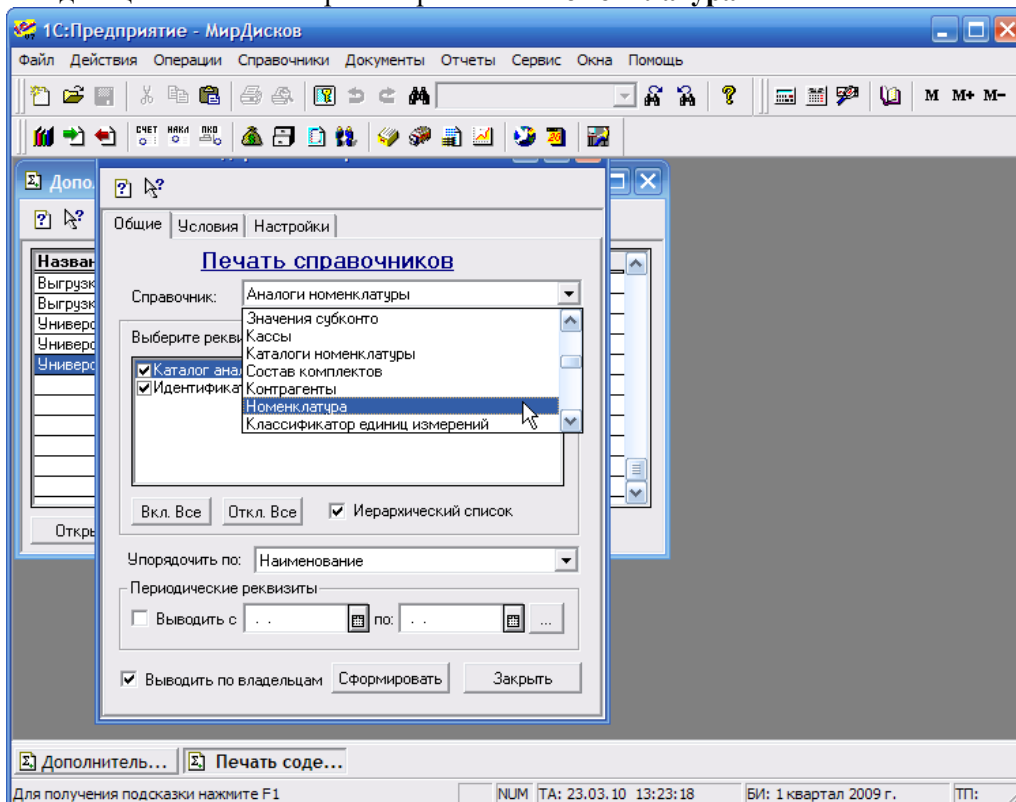 1С:Предприятие - МирДисков
Файл Действия Операции Справочники Документы Отчеты Сервис Окна Помощь
M M+ M-
СЧЕТ НАКЛ ПКО
Допо
Общие Условия Настройки
Печать справочников
Назван
Выгрузк
Выгрузк
Универс
Универс
Универс
Справочник: Аналоги номенклатуры
Значения субконто
Кассы
Каталоги номенклатуры
Состав комплектов
Контрагенты
Номенклатура
Классификатор единиц измерений
Выберите рекви
Каталог анал
Идентификат
Вкл. Все Откл. Все Иерархический список
Откры
Упорядочить по: Наименование
Периодические реквизиты
Выводить с . . по: . . ...
Выводить по владельцам Сформировать Закрыть
Дополнитель... Печать соде...
Для получения подсказки нажмите F1 NUM TA: 23.03.10 13:23:18 БИ: 1 квартал 2009 г. ТП: